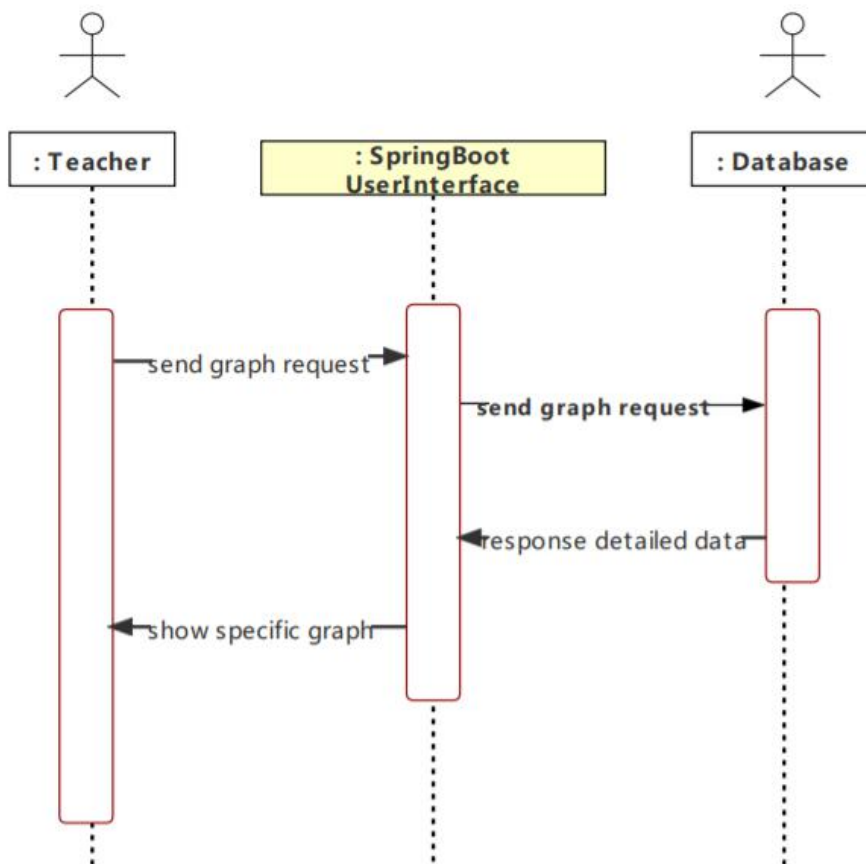 : Teacher
: SpringBoot
UserInterface
: Database
send graph request
send graph request
response detailed data
show specific graph